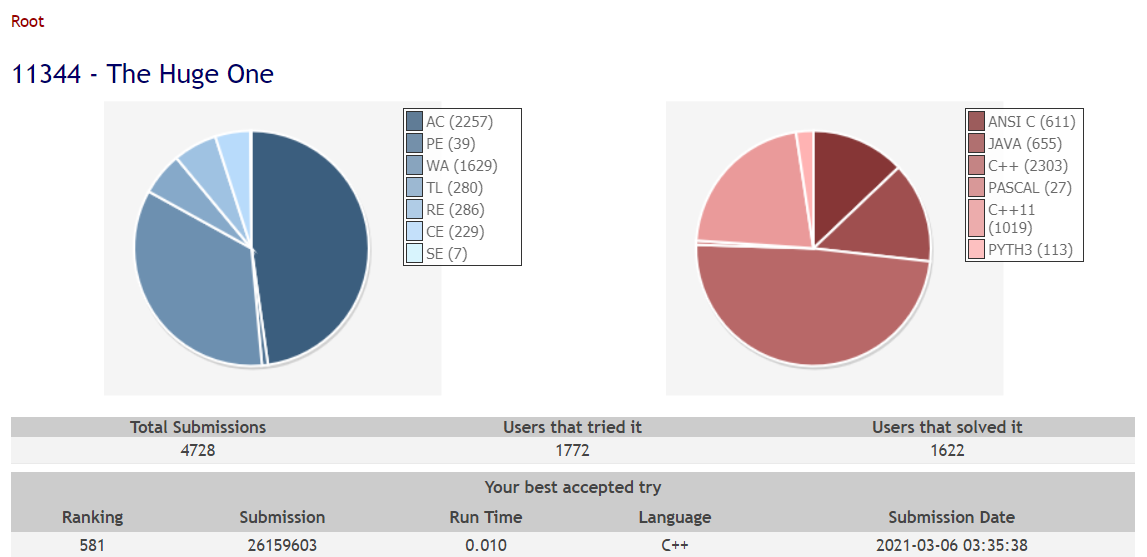 Root
11344 - The Huge One
AC (2257)
PE (39)
WA (1629)
TL (280)
RE (286)
CE (229)
SE (7)
ANSI C (611)
JAVA (655)
C++ (2303)
PASCAL (27)
C++11
(1019)
PYTH3 (113)
Total Submissions Users that tried it Users that solved it
4728 1772 1622
Your best accepted try
Ranking Submission Run Time Language Submission Date
581 26159603 0.010 C++ 2021-03-06 03:35:38